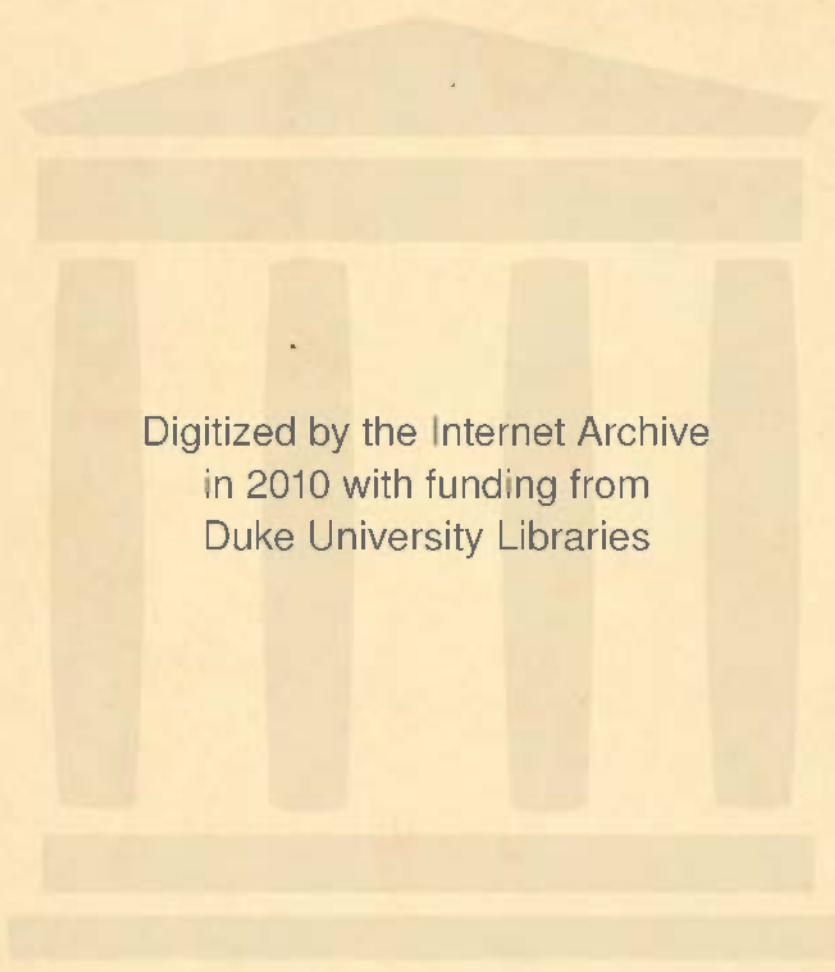 Digitized by the Internet Archive
in 2010 with funding from
Duke University Libraries